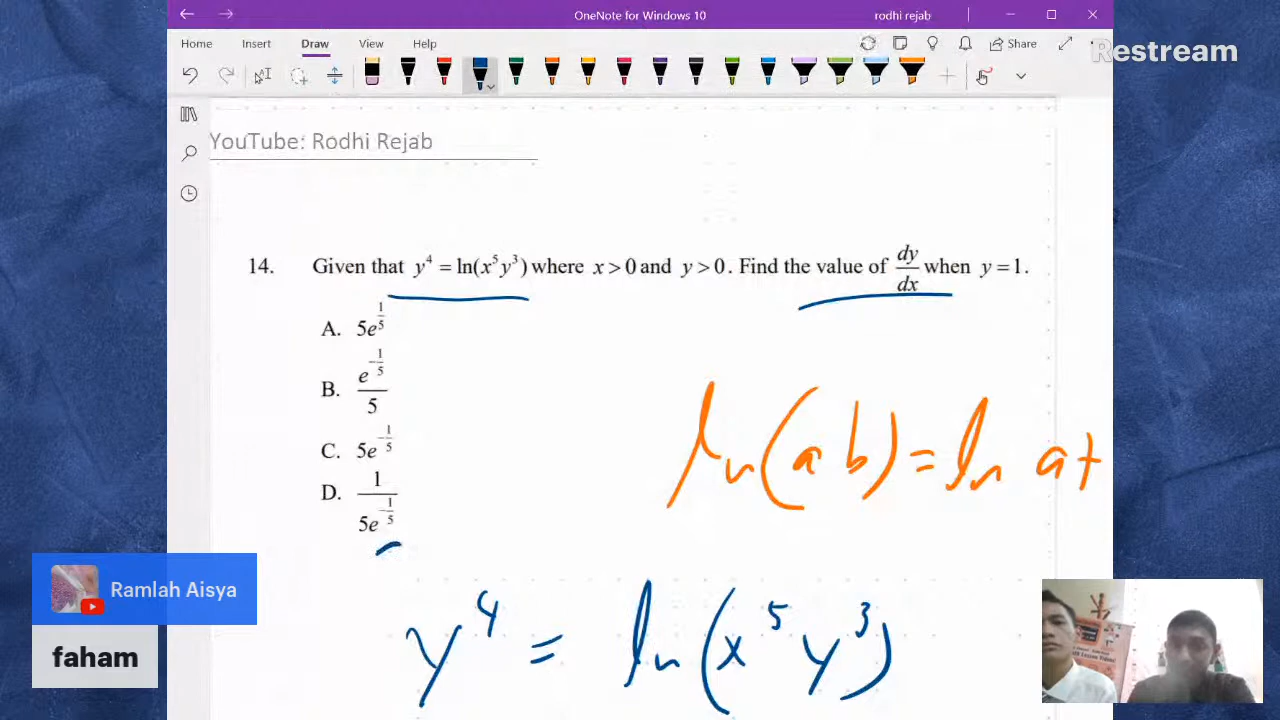 OneNote for Windows 10
rodhi rejab
Home Insert Draw View Help
Share
Restream
YouTube: Rodhi Rejab
14. Given that y⁴ = ln(x⁵y³) where x > 0 and y > 0. Find the value of dy/dx when y = 1.
A. 5e^(1/5)
B. e^(-1/5)/5
C. 5e^(-1/5)
D. 1/(5e^(-1/5))
ln(ab) = ln a+
y⁴ = ln(x⁵ y³)
Ramlah Aisya
faham